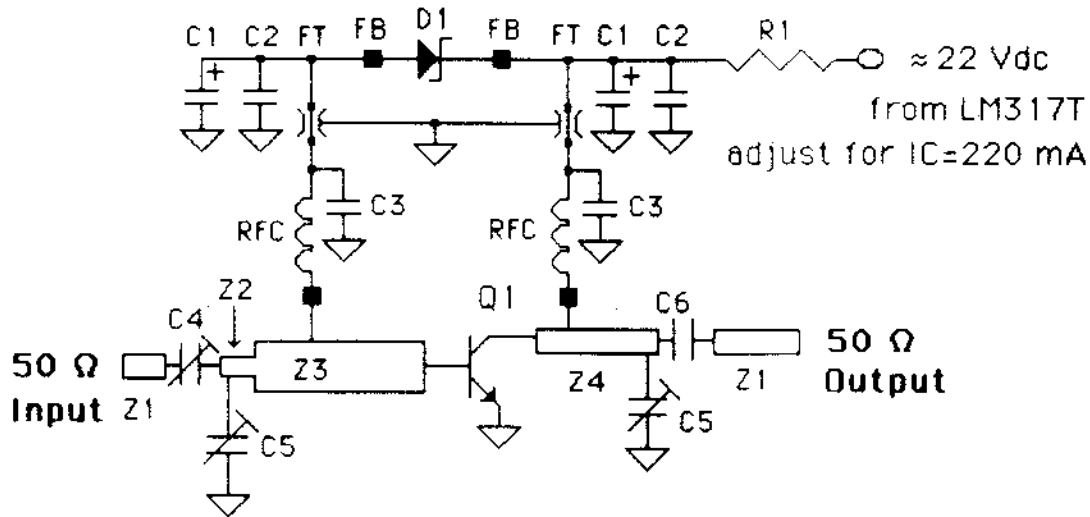 C1 C2 FT FB D1 FB FT C1 C2 R1
+ +
≈22 Vdc
from LM317T
adjust for IC=220 mA
C3 C3
RFC RFC
Z2 Q1
C4 C6
50 Ω 50 Ω
Input Z1 Z3 Z4 Z1 Output
C5 C5